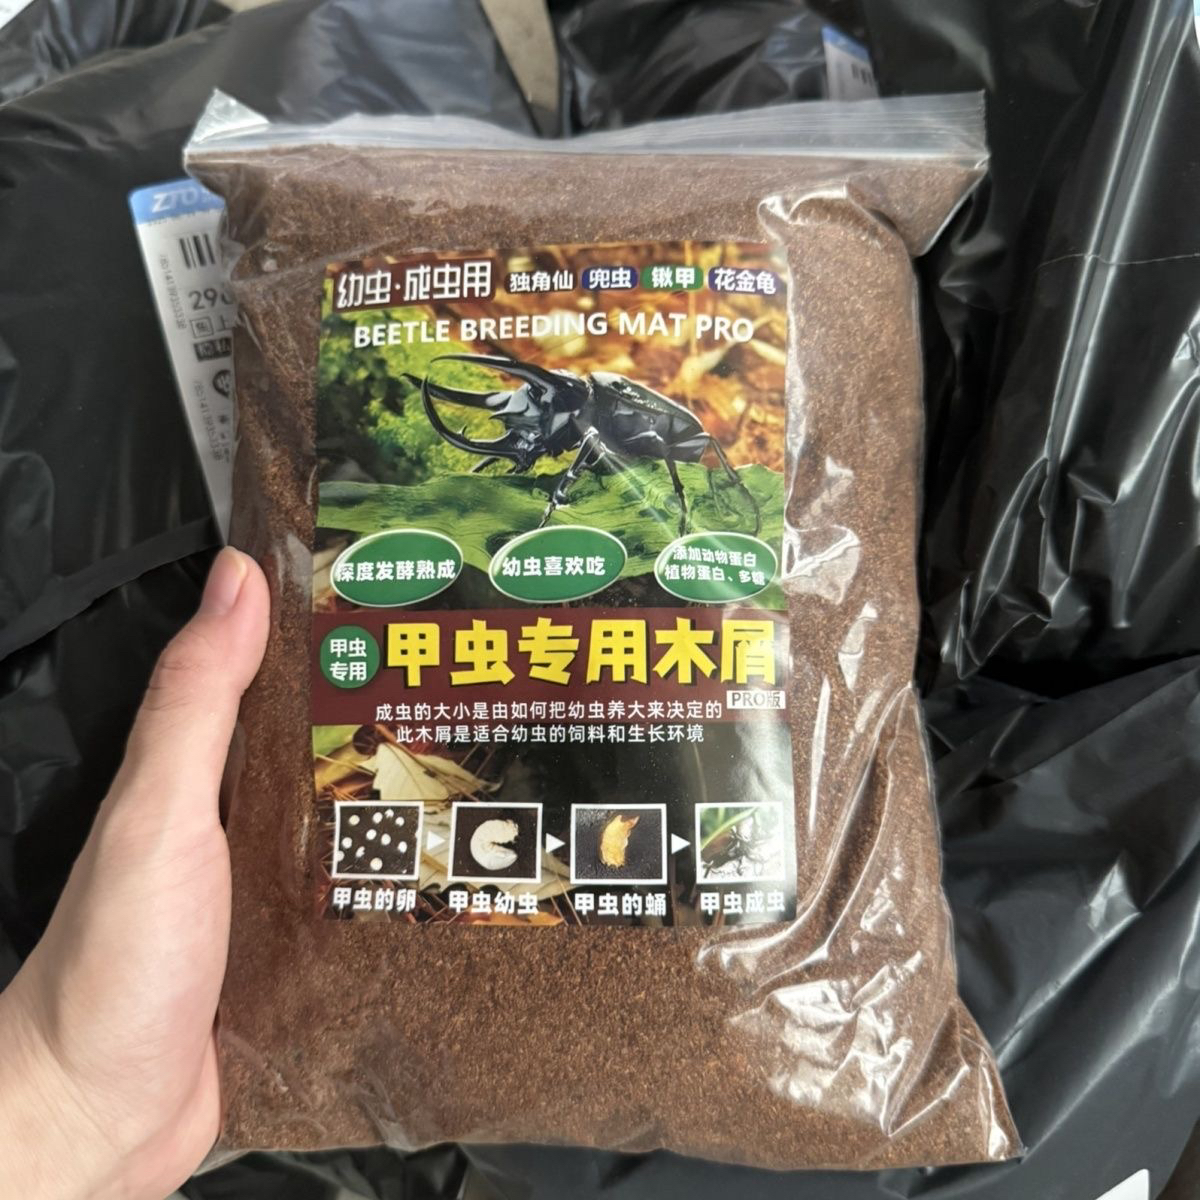 ZTO
290
上
幼虫·成虫用 独角仙 兜虫 锹甲 花金龟
BEETLE BREEDING MAT PRO
深度发酵熟成
幼虫喜欢吃
添加动物蛋白
植物蛋白、多糖
甲虫
专用
甲虫专用木屑
PRO版
成虫的大小是由如何把幼虫养大来决定的
此木屑是适合幼虫的饲料和生长环境
甲虫的卵 甲虫幼虫 甲虫的蛹 甲虫成虫